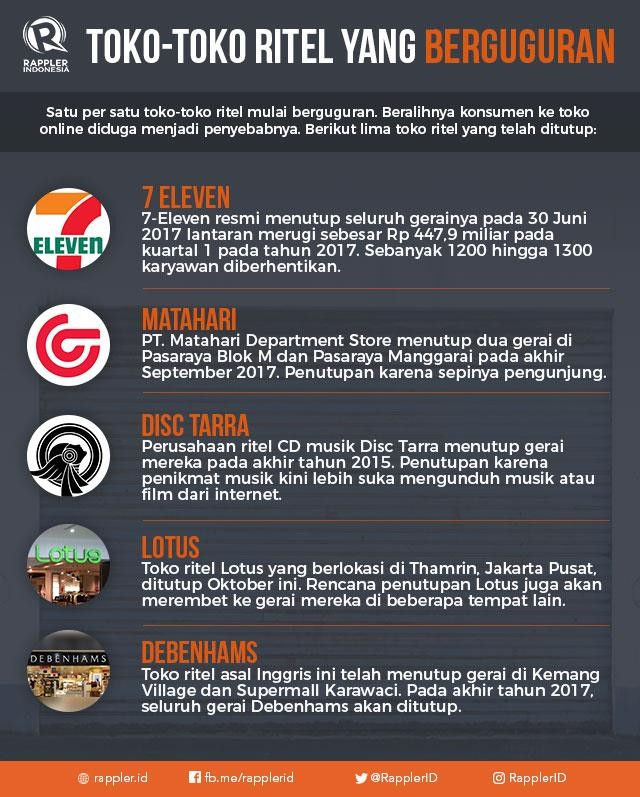 RAPPLER
INDONESIA
TOKO-TOKO RITEL YANG BERGUGURAN
Satu per satu toko-toko ritel mulai berguguran. Beralihnya konsumen ke toko
online diduga menjadi penyebabnya. Berikut lima toko ritel yang telah ditutup:
7 ELEVEN
7-Eleven resmi menutup seluruh gerainya pada 30 Juni
2017 lantaran merugi sebesar Rp 447,9 miliar pada
kuartal 1 pada tahun 2017. Sebanyak 1200 hingga 1300
karyawan diberhentikan.
7
ELEVEN
MATAHARI
PT. Matahari Department Store menutup dua gerai di
Pasaraya Blok M dan Pasaraya Manggarai pada akhir
September 2017. Penutupan karena sepinya pengunjung.
DISC TARRA
Perusahaan ritel CD musik Disc Tarra menutup gerai
mereka pada akhir tahun 2015. Penutupan karena
penikmat musik kini lebih suka mengunduh musik atau
film dari internet.
Lotus
LOTUS
Toko ritel Lotus yang berlokasi di Thamrin, Jakarta Pusat,
ditutup Oktober ini. Rencana penutupan Lotus juga akan
merembet ke gerai mereka di beberapa tempat lain.
DEBENHAMS
DEBENHAMS
Toko ritel asal Inggris ini telah menutup gerai di Kemang
Village dan Supermall Karawaci. Pada akhir tahun 2017,
seluruh gerai Debenhams akan ditutup.
rappler.id fb.me/rapplerid @RapplerID RapplerID